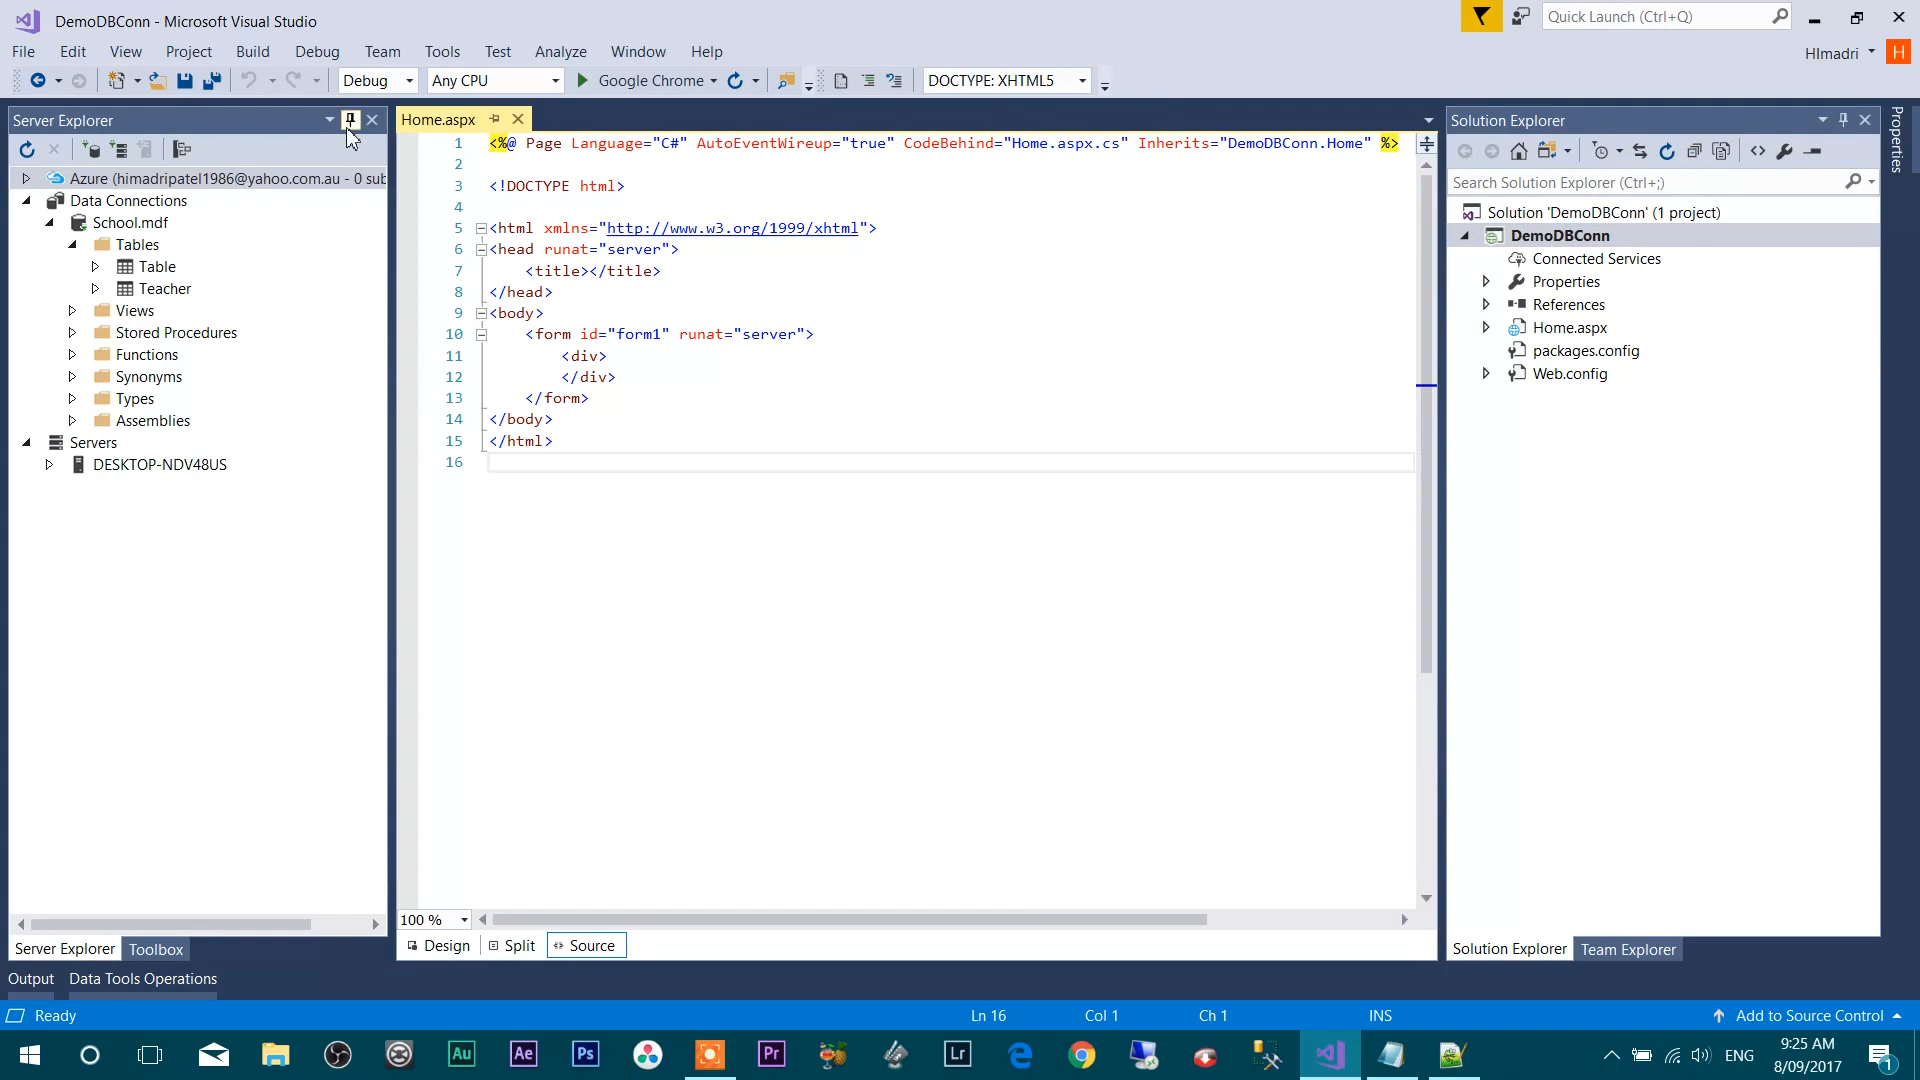 DemoDBConn - Microsoft Visual Studio
Quick Launch (Ctrl+Q)
File Edit View Project Build Debug Team Tools Test Analyze Window Help
HImadri H
Debug Any CPU Google Chrome DOCTYPE: XHTML5
Server Explorer
Azure (himadripatel1986@yahoo.com.au - 0 sub
Data Connections
School.mdf
Tables
Table
Teacher
Views
Stored Procedures
Functions
Synonyms
Types
Assemblies
Servers
DESKTOP-NDV48US
Server Explorer Toolbox
Home.aspx
1 <%@ Page Language="C#" AutoEventWireup="true" CodeBehind="Home.aspx.cs" Inherits="DemoDBConn.Home" %>
2
3 <!DOCTYPE html>
4
5 <html xmlns="http://www.w3.org/1999/xhtml">
6 <head runat="server">
7 <title></title>
8 </head>
9 <body>
10 <form id="form1" runat="server">
11 <div>
12 </div>
13 </form>
14 </body>
15 </html>
16
100 %
Design Split Source
Solution Explorer
Search Solution Explorer (Ctrl+;)
Solution 'DemoDBConn' (1 project)
DemoDBConn
Connected Services
Properties
References
Home.aspx
packages.config
Web.config
Solution Explorer Team Explorer
Properties
Output Data Tools Operations
Ready Ln 16 Col 1 Ch 1 INS Add to Source Control
Au Ae Ps Pr Lr
ENG
9:25 AM
8/09/2017
1